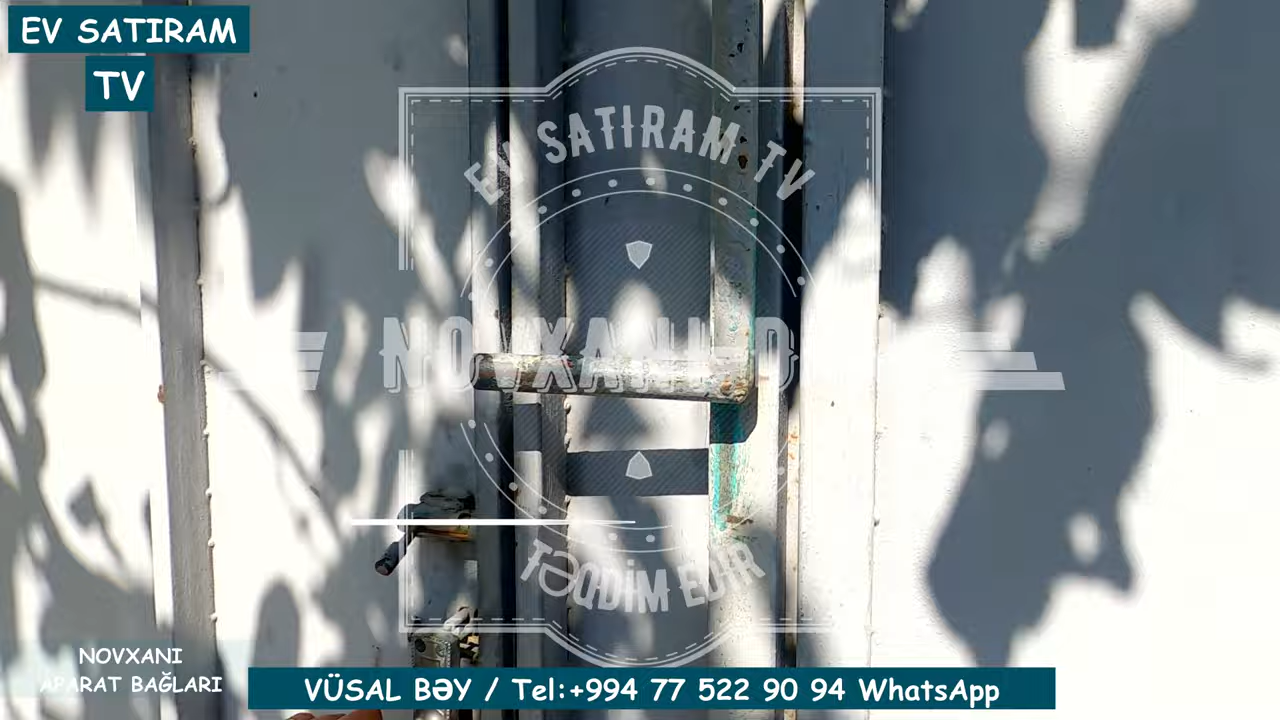 EV SATIRAM
TV
EV SATIRAM TV
TƏQDİM EDİR
NOVXANI
APARAT BAĞLARI
VÜSAL BƏY / Tel:+994 77 522 90 94 WhatsApp